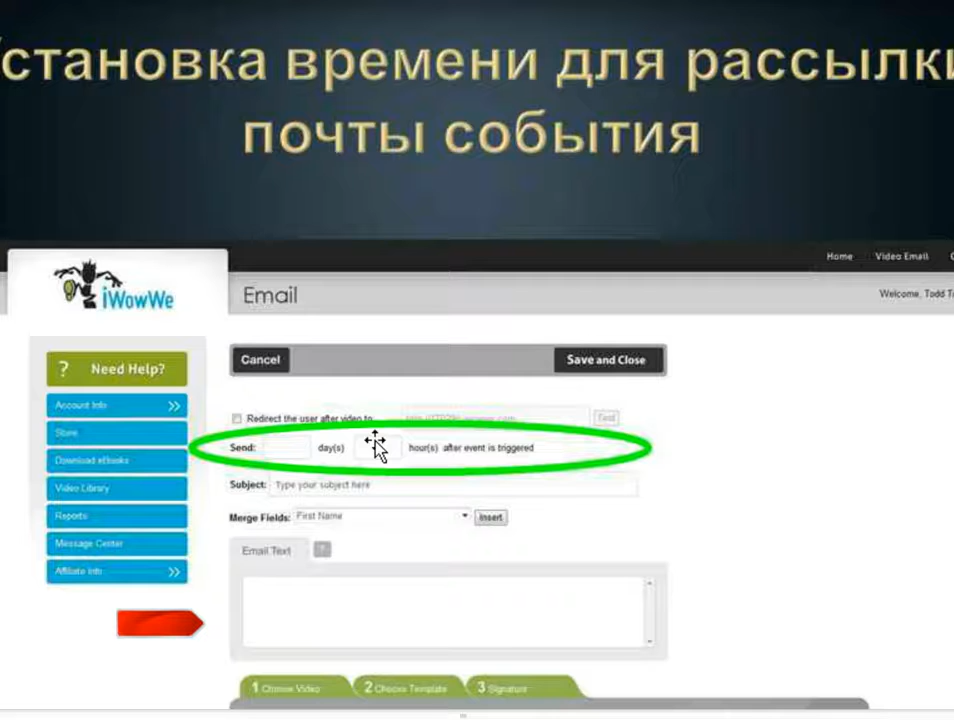 становка времени для рассылки
почты события
Home
Video Email
iWowWe
Email
Welcome, Todd
? Need Help?
Cancel
Save and Close
Account Info
Store
Download eBooks
Video Library
Reports
Message Center
Affiliate Info
Redirect the user after video to:
Send:
day(s)
hour(s) after event is triggered
Subject:
Type your subject here
Merge Fields:
First Name
Insert
Email Text
?
1 Choose Video
2 Choose Template
3 Signature